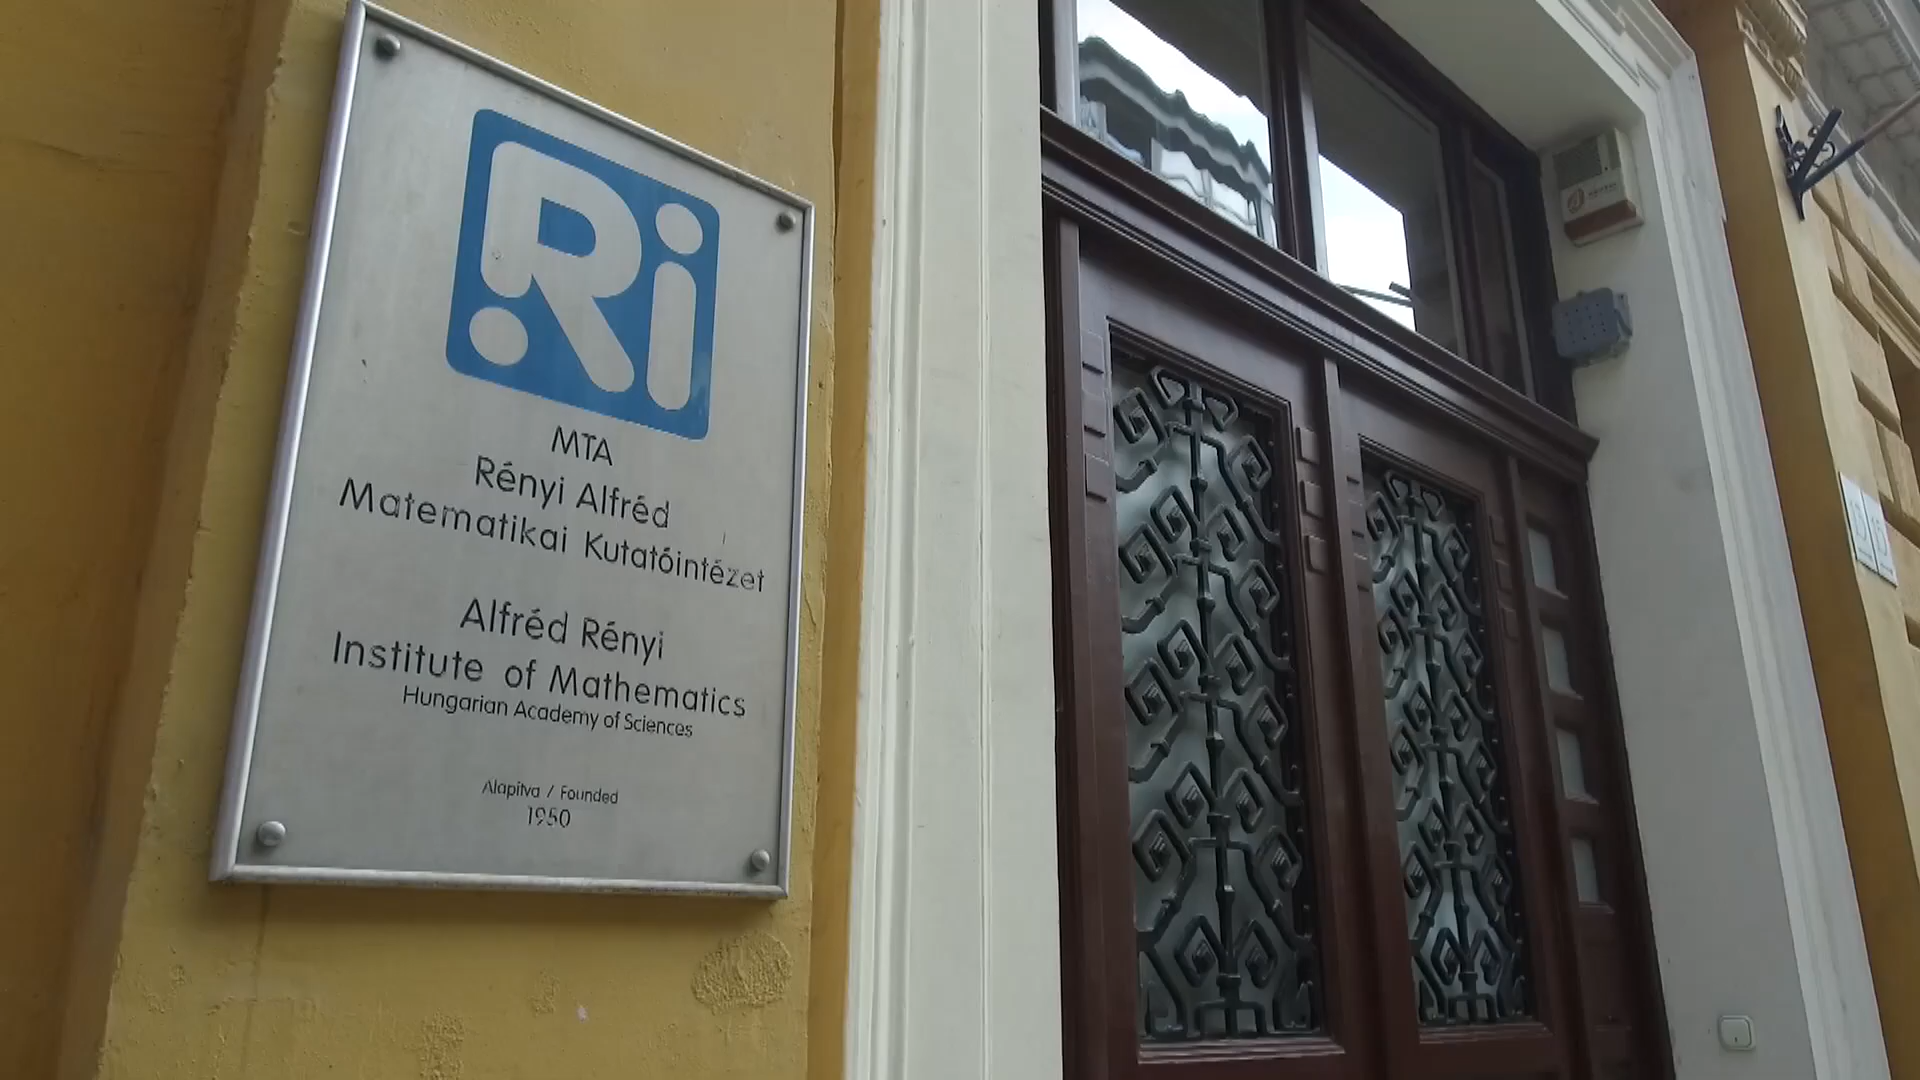 Ri
MTA
Rényi Alfréd
Matematikai Kutatóintézet
Alfréd Rényi
Institute of Mathematics
Hungarian Academy of Sciences
Alapítva / Founded
1950